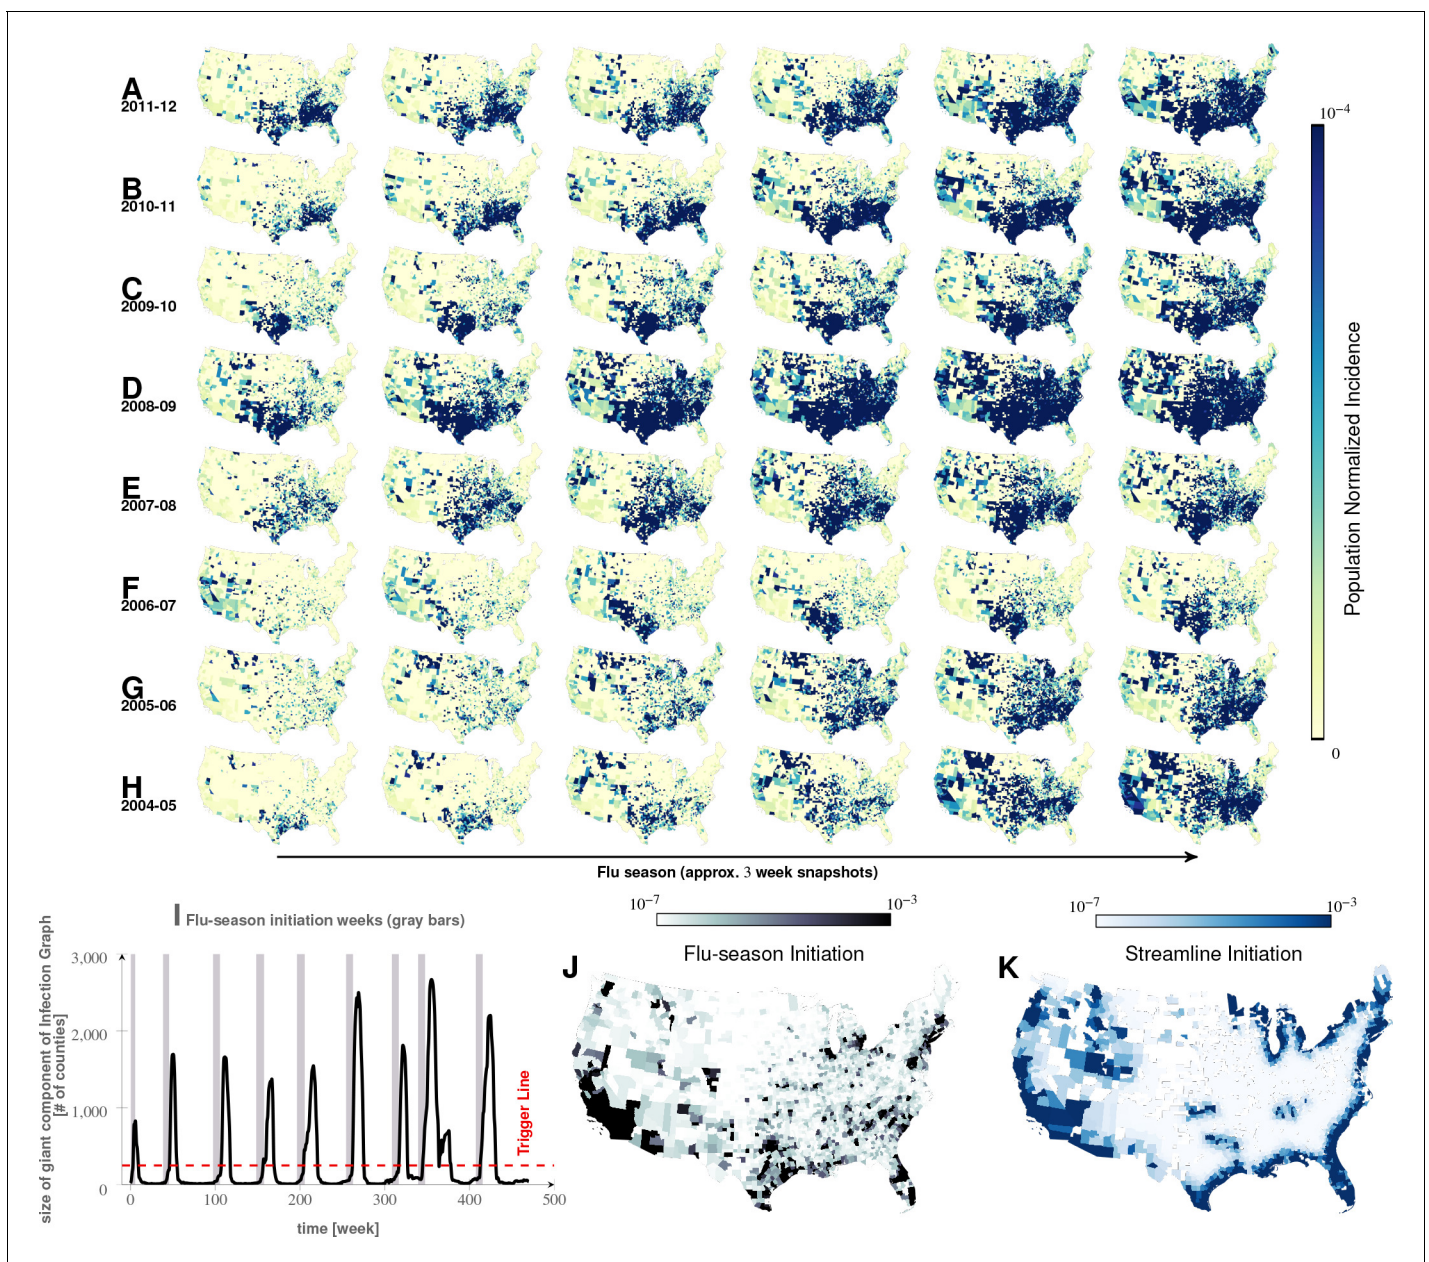 A
2011-12
B
2010-11
C
2009-10
D
2008-09
E
2007-08
F
2006-07
G
2005-06
H
2004-05
Flu season (approx. 3 week snapshots)
10−4
Population Normalized Incidence
0
Flu-season initiation weeks (gray bars)
size of giant component of Infection Graph
[# of counties]
3,000
2,000
1,000
0
Trigger Line
0 100 200 300 400 500
time [week]
10−7 10−3
Flu-season Initiation
J
10−7 10−3
Streamline Initiation
K